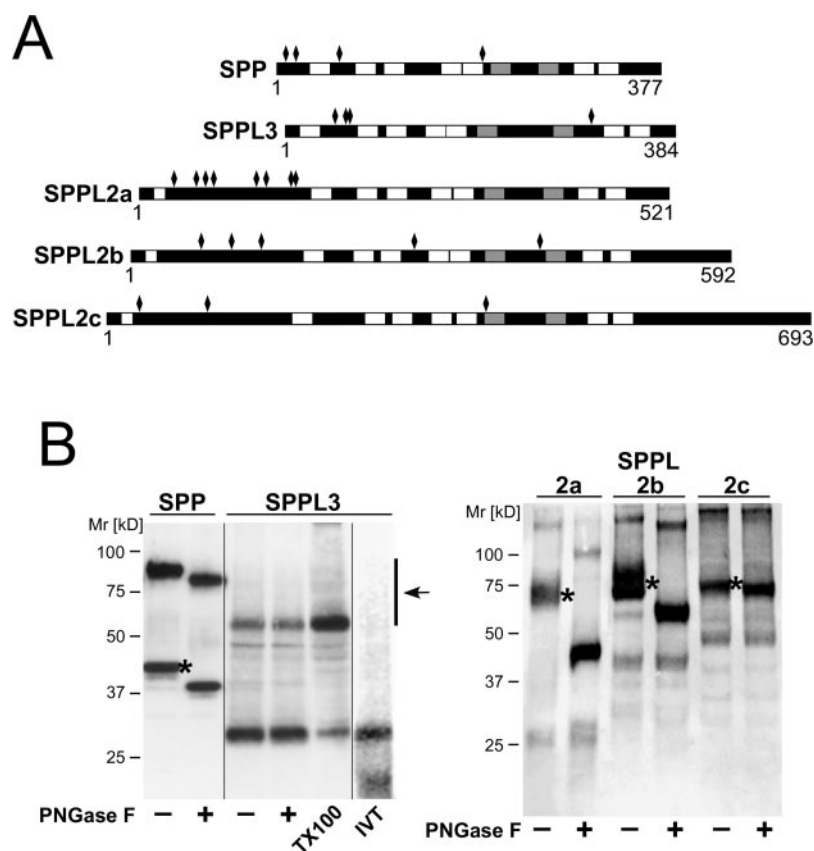 A
SPP
1 377
SPPL3
1 384
SPPL2a
1 521
SPPL2b
1 592
SPPL2c
1 693
B
SPP SPPL3
Mr [kD]
100
75
50
*
37
25
PNGase F − + − + TX100 IVT
SPPL
2a 2b 2c
Mr [kD]
100
75
* * *
50
37
25
PNGase F − + − + − +